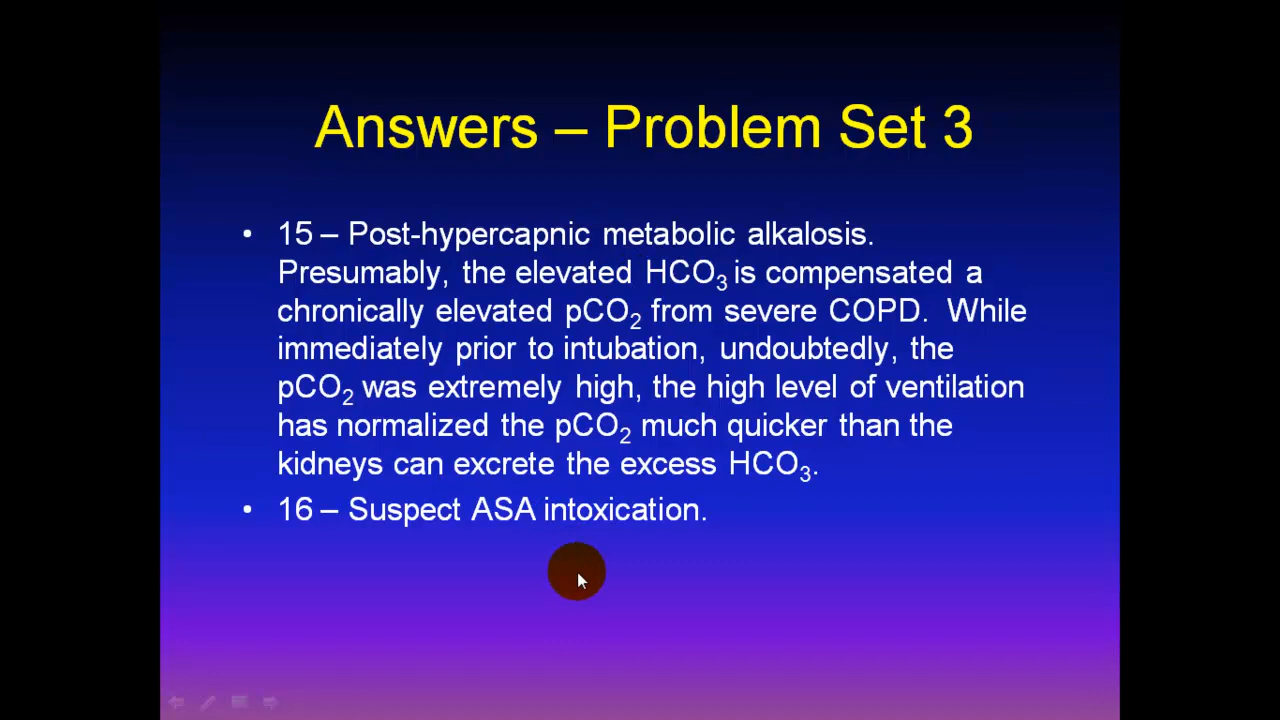 Answers – Problem Set 3
• 15 – Post-hypercapnic metabolic alkalosis.
Presumably, the elevated HCO₃ is compensated a
chronically elevated pCO₂ from severe COPD. While
immediately prior to intubation, undoubtedly, the
pCO₂ was extremely high, the high level of ventilation
has normalized the pCO₂ much quicker than the
kidneys can excrete the excess HCO₃.
• 16 – Suspect ASA intoxication.